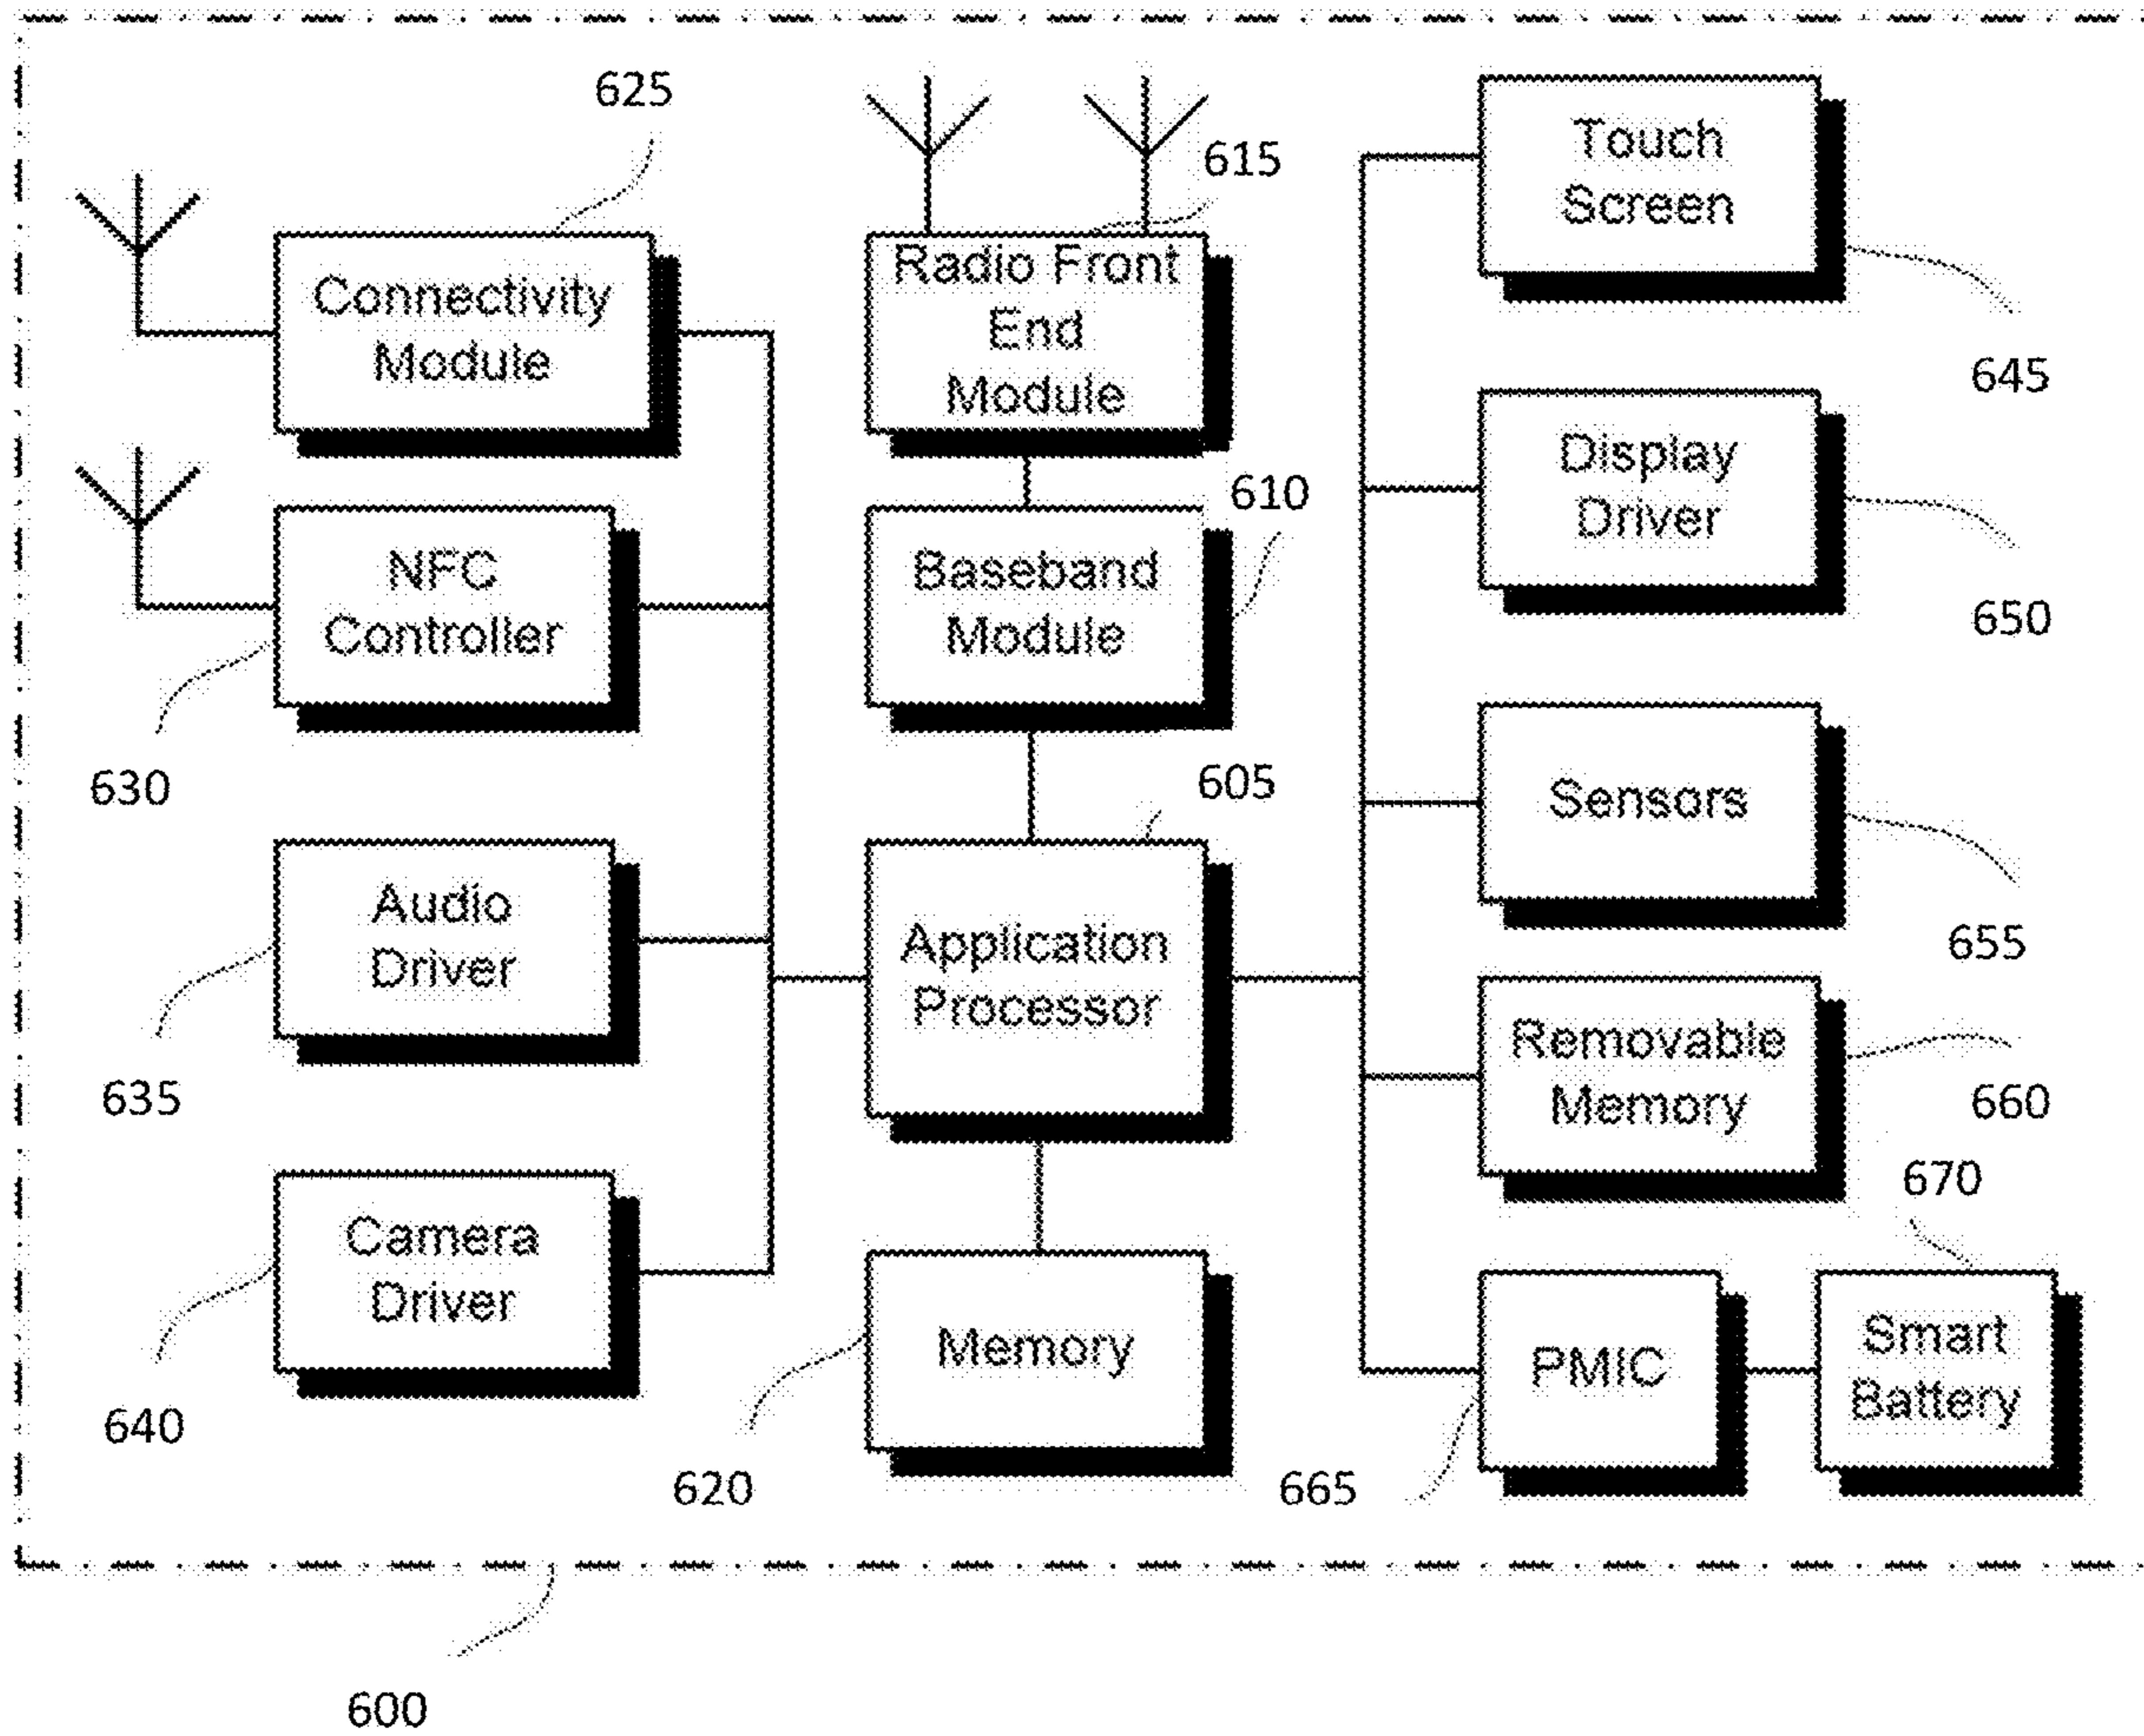 625
615
Touch
Screen
Connectivity
Module
Radio Front
End
Module
645
Display
Driver
610
NFC
Controller
Baseband
Module
650
630
605
Sensors
Audio
Driver
Application
Processor
655
Removable
Memory
635
660
670
Camera
Driver
Memory
PMIC
Smart
Battery
640
620
665
600